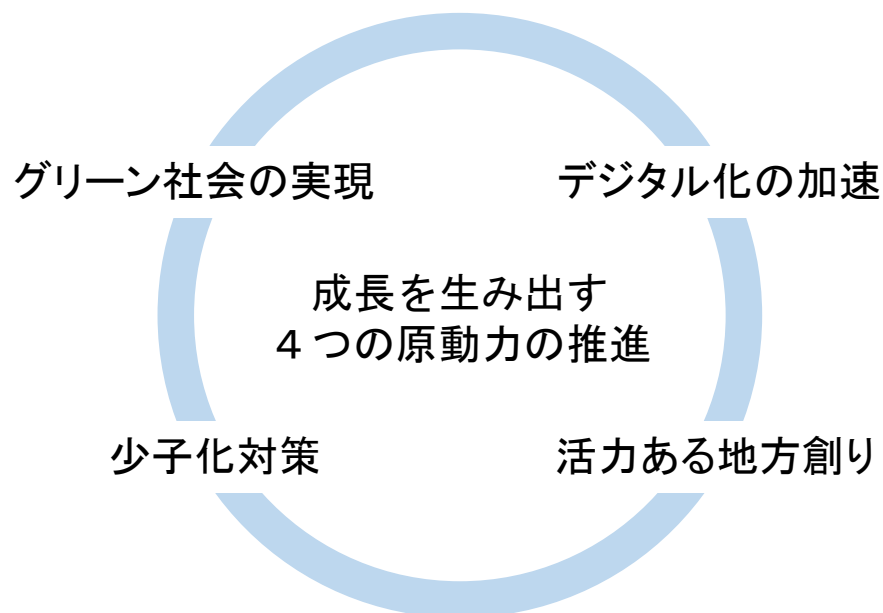 グリーン社会の実現
デジタル化の加速
成長を生み出す
４つの原動力の推進
少子化対策
活力ある地方創り